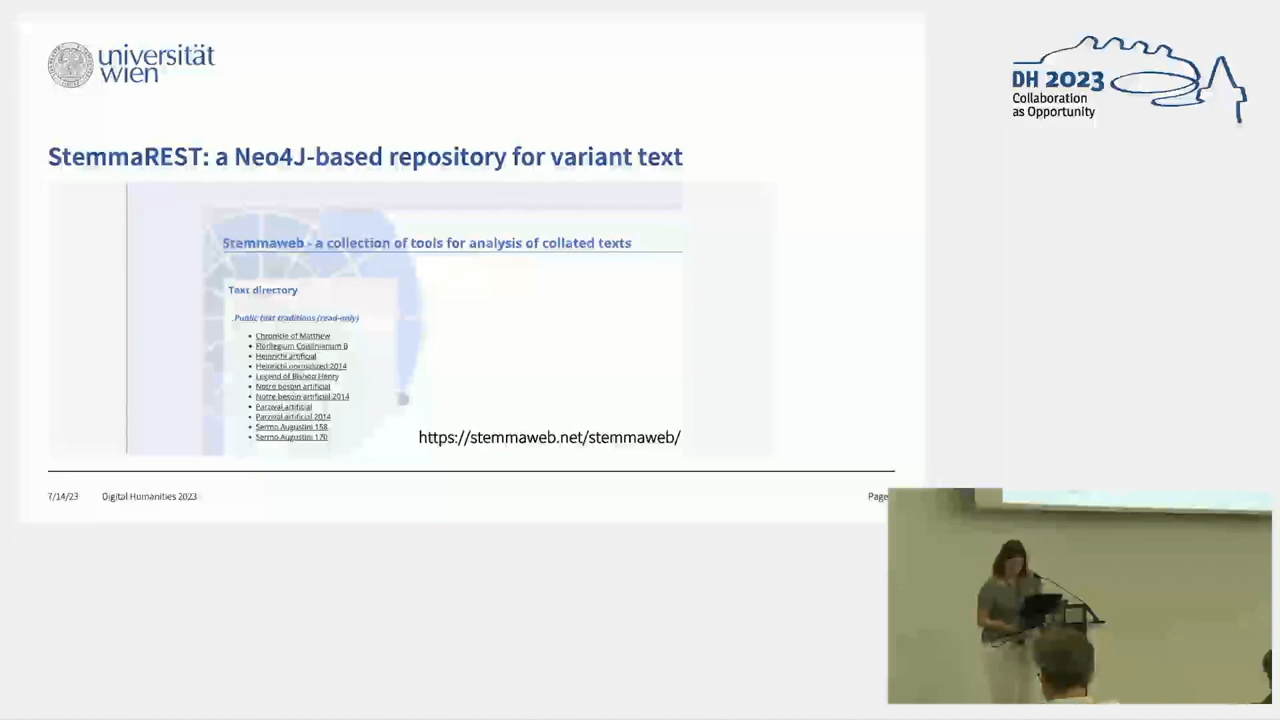 universität
wien
DH 2023
Collaboration
as Opportunity
StemmaREST: a Neo4J-based repository for variant text
Stemmaweb - a collection of tools for analysis of collated texts
Text directory
Public text traditions (read-only)
Chronicle of Matthew
Florilegium Coislinianum B
Heinrichi artificial
Heinrichi normalized 2014
Legend of Bishop Henry
Notre besoin artificial
Notre besoin artificial 2014
Parzival artificial
Parzival artificial 2014
Sermo Augustini 158
Sermo Augustini 170
https://stemmaweb.net/stemmaweb/
7/14/23 Digital Humanities 2023 Page